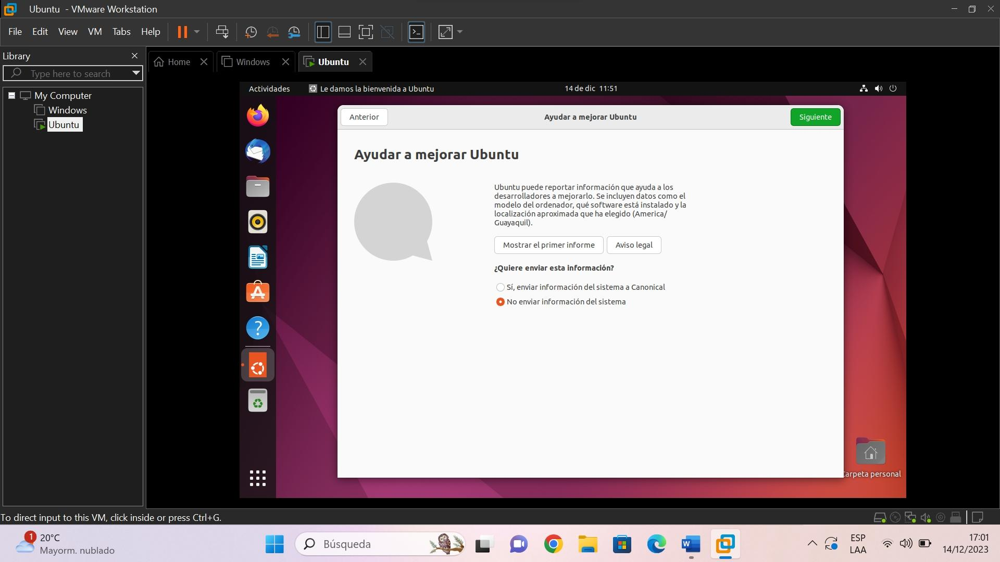 Ubuntu - VMware Workstation
File Edit View VM Tabs Help
Library
Type here to search
My Computer
Windows
Ubuntu
Home
Windows
Ubuntu
Actividades
Le damos la bienvenida a Ubuntu
14 de dic 11:51
Anterior
Ayudar a mejorar Ubuntu
Siguiente
Ayudar a mejorar Ubuntu
Ubuntu puede reportar información que ayuda a los
desarrolladores a mejorarlo. Se incluyen datos como el
modelo del ordenador, qué software está instalado y la
localización aproximada que ha elegido (America/
Guayaquil).
Mostrar el primer informe
Aviso legal
¿Quiere enviar esta información?
Sí, enviar información del sistema a Canonical
No enviar información del sistema
Carpeta personal
To direct input to this VM, click inside or press Ctrl+G.
1
20°C
Mayorm. nublado
Búsqueda
ESP
LAA
17:01
14/12/2023